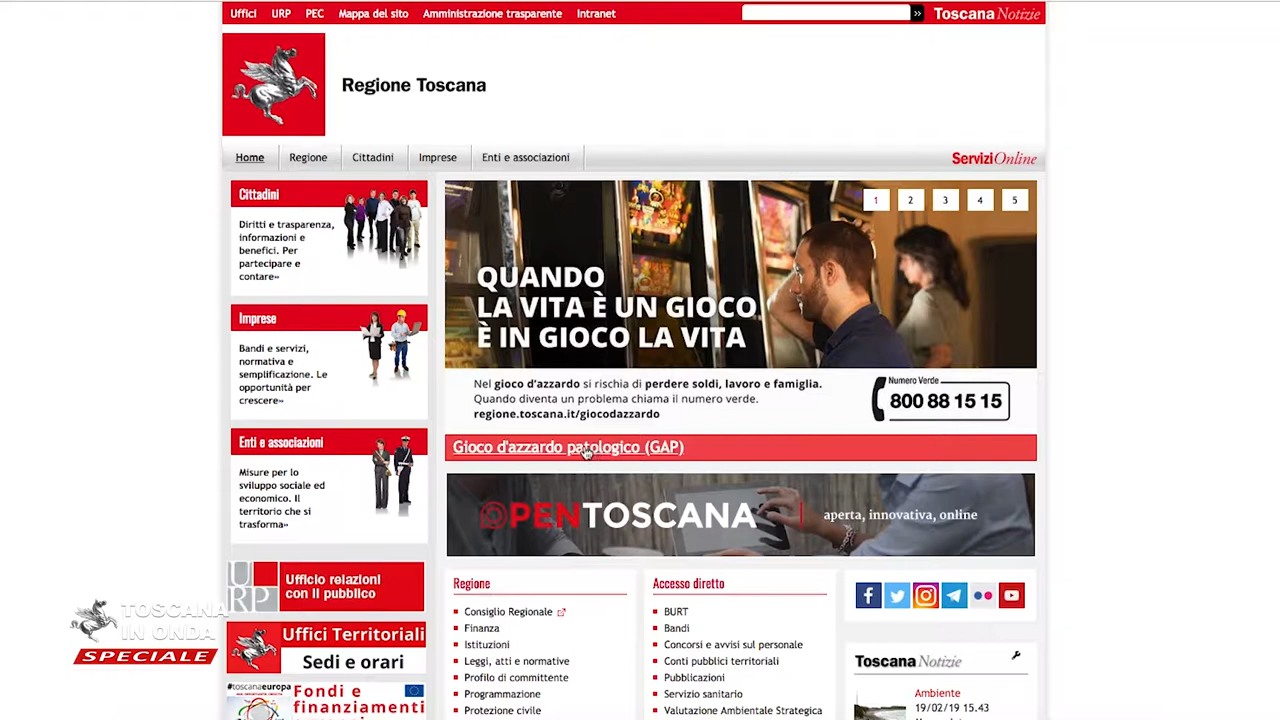 Uffici URP PEC Mappa del sito Amministrazione trasparente Intranet
»
Toscana Notizie
Regione Toscana
Home Regione Cittadini Imprese Enti e associazioni
Servizi Online
Cittadini
Diritti e trasparenza,
informazioni e
benefici. Per
partecipare e
contare»
Imprese
Bandi e servizi,
normativa e
semplificazione. Le
opportunità per
crescere»
Enti e associazioni
Misure per lo
sviluppo sociale ed
economico. Il
territorio che si
trasforma»
URP
Ufficio relazioni
con il pubblico
Uffici Territoriali
Sedi e orari
#toscanaeuropa
Fondi e
finanziamenti
1 2 3 4 5
QUANDO
LA VITA È UN GIOCO
È IN GIOCO LA VITA
Nel gioco d'azzardo si rischia di perdere soldi, lavoro e famiglia.
Quando diventa un problema chiama il numero verde.
regione.toscana.it/giocodazzardo
Numero Verde
800 88 15 15
Gioco d'azzardo patologico (GAP)
OPENTOSCANA
aperta, innovativa, online
Regione
Consiglio Regionale
Finanza
Istituzioni
Leggi, atti e normative
Profilo di committente
Programmazione
Protezione civile
Accesso diretto
BURT
Bandi
Concorsi e avvisi sul personale
Conti pubblici territoriali
Pubblicazioni
Servizio sanitario
Valutazione Ambientale Strategica
Toscana Notizie
Ambiente
19/02/19 15.43
TOSCANA
IN ONDA
SPECIALE